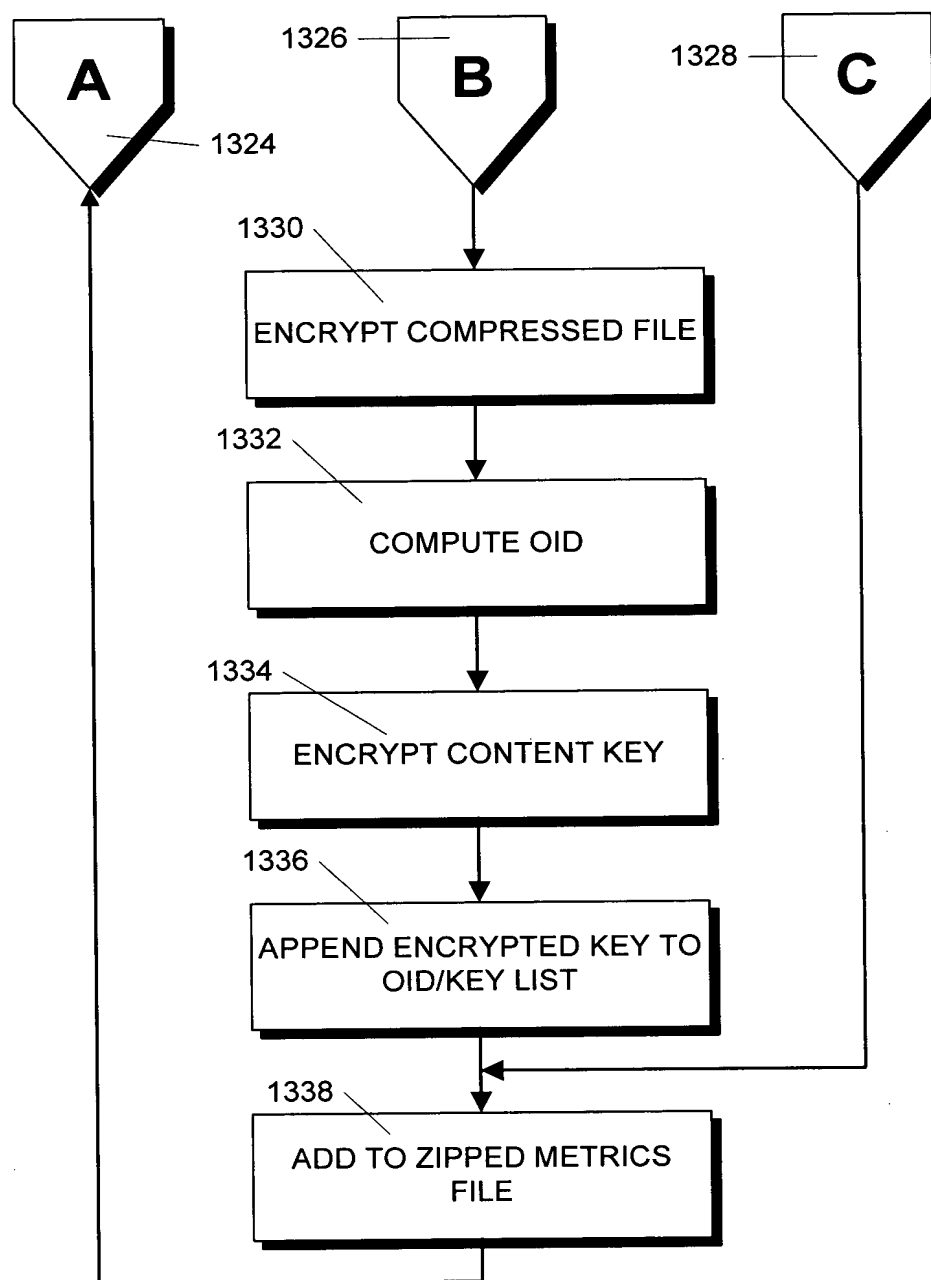 A
1324
1326
B
1328
C
1330
ENCRYPT COMPRESSED FILE
1332
COMPUTE OID
1334
ENCRYPT CONTENT KEY
1336
APPEND ENCRYPTED KEY TO
OID/KEY LIST
1338
ADD TO ZIPPED METRICS
FILE